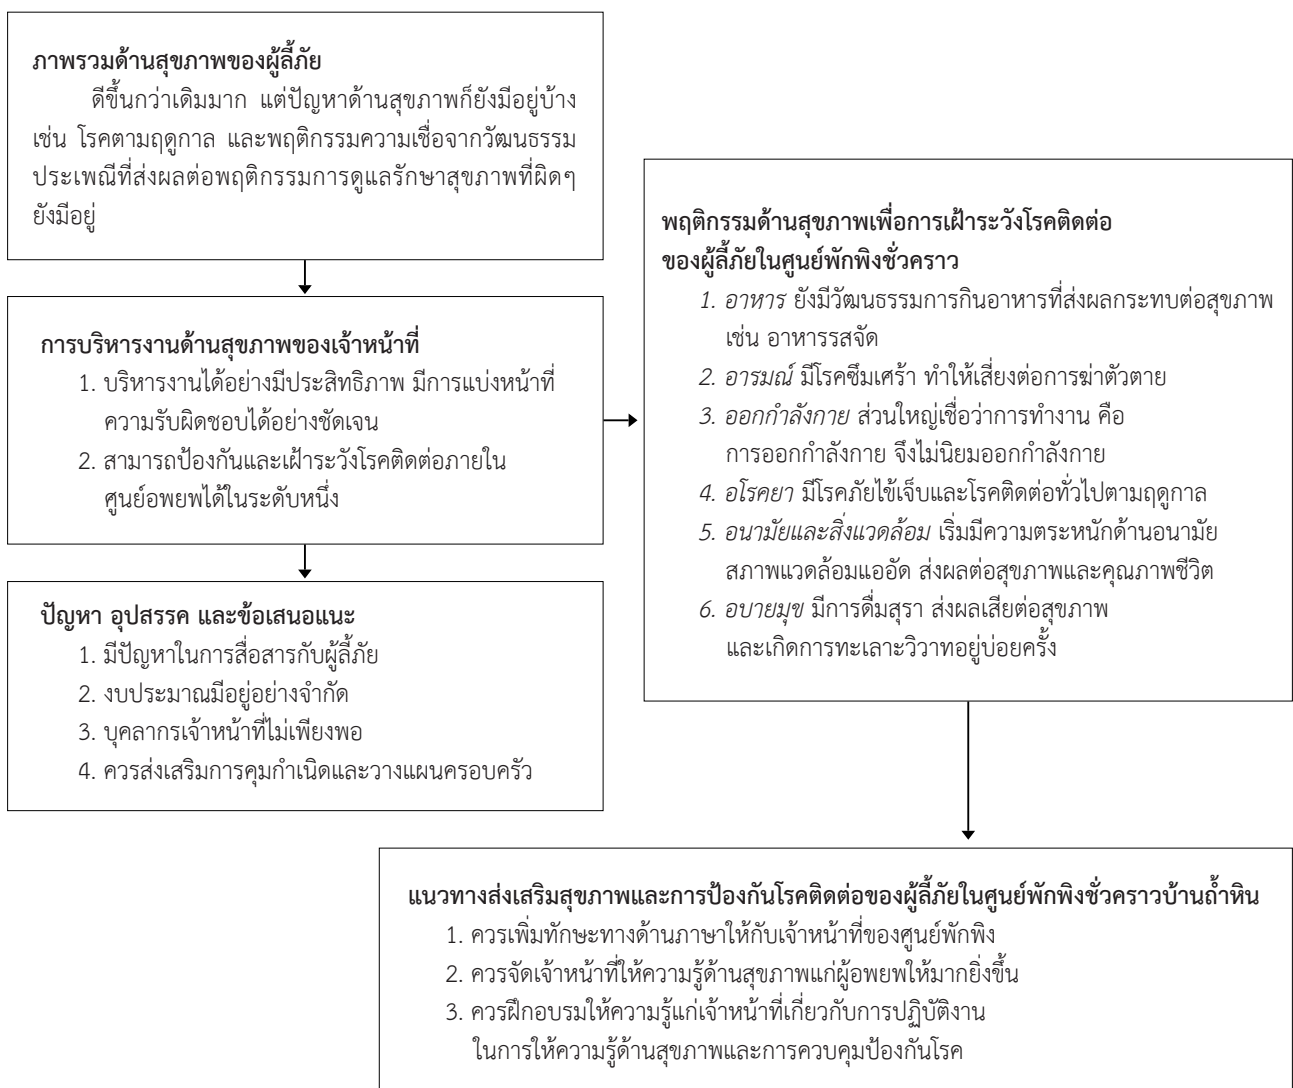 ภาพรวมด้านสุขภาพของผู้ลี้ภัย
ดีขึ้นกว่าเดิมมาก แต่ปัญหาด้านสุขภาพก็ยังมีอยู่บ้าง
เช่น โรคตามฤดูกาล และพฤติกรรมความเชื่อจากวัฒนธรรม
ประเพณีที่ส่งผลต่อพฤติกรรมการดูแลรักษาสุขภาพที่ผิดๆ
ยังมีอยู่
การบริหารงานด้านสุขภาพของเจ้าหน้าที่
1. บริหารงานได้อย่างมีประสิทธิภาพ มีการแบ่งหน้าที่
ความรับผิดชอบได้อย่างชัดเจน
2. สามารถป้องกันและเฝ้าระวังโรคติดต่อภายใน
ศูนย์อพยพได้ในระดับหนึ่ง
ปัญหา อุปสรรค และข้อเสนอแนะ
1. มีปัญหาในการสื่อสารกับผู้ลี้ภัย
2. งบประมาณมีอยู่อย่างจำกัด
3. บุคลากรเจ้าหน้าที่ไม่เพียงพอ
4. ควรส่งเสริมการคุมกำเนิดและวางแผนครอบครัว
พฤติกรรมด้านสุขภาพเพื่อการเฝ้าระวังโรคติดต่อ
ของผู้ลี้ภัยในศูนย์พักพิงชั่วคราว
1. อาหาร ยังมีวัฒนธรรมการกินอาหารที่ส่งผลกระทบต่อสุขภาพ
เช่น อาหารรสจัด
2. อารมณ์ มีโรคซึมเศร้า ทำให้เสี่ยงต่อการฆ่าตัวตาย
3. ออกกำลังกาย ส่วนใหญ่เชื่อว่าการทำงาน คือ
การออกกำลังกาย จึงไม่นิยมออกกำลังกาย
4. อโรคยา มีโรคภัยไข้เจ็บและโรคติดต่อทั่วไปตามฤดูกาล
5. อนามัยและสิ่งแวดล้อม เริ่มมีความตระหนักด้านอนามัย
สภาพแวดล้อมแออัด ส่งผลต่อสุขภาพและคุณภาพชีวิต
6. อบายมุข มีการดื่มสุรา ส่งผลเสียต่อสุขภาพ
และเกิดการทะเลาะวิวาทอยู่บ่อยครั้ง
แนวทางส่งเสริมสุขภาพและการป้องกันโรคติดต่อของผู้ลี้ภัยในศูนย์พักพิงชั่วคราวบ้านถ้ำหิน
1. ควรเพิ่มทักษะทางด้านภาษาให้กับเจ้าหน้าที่ของศูนย์พักพิง
2. ควรจัดเจ้าหน้าที่ให้ความรู้ด้านสุขภาพแก่ผู้อพยพให้มากยิ่งขึ้น
3. ควรฝึกอบรมให้ความรู้แก่เจ้าหน้าที่เกี่ยวกับการปฏิบัติงาน
ในการให้ความรู้ด้านสุขภาพและการควบคุมป้องกันโรค